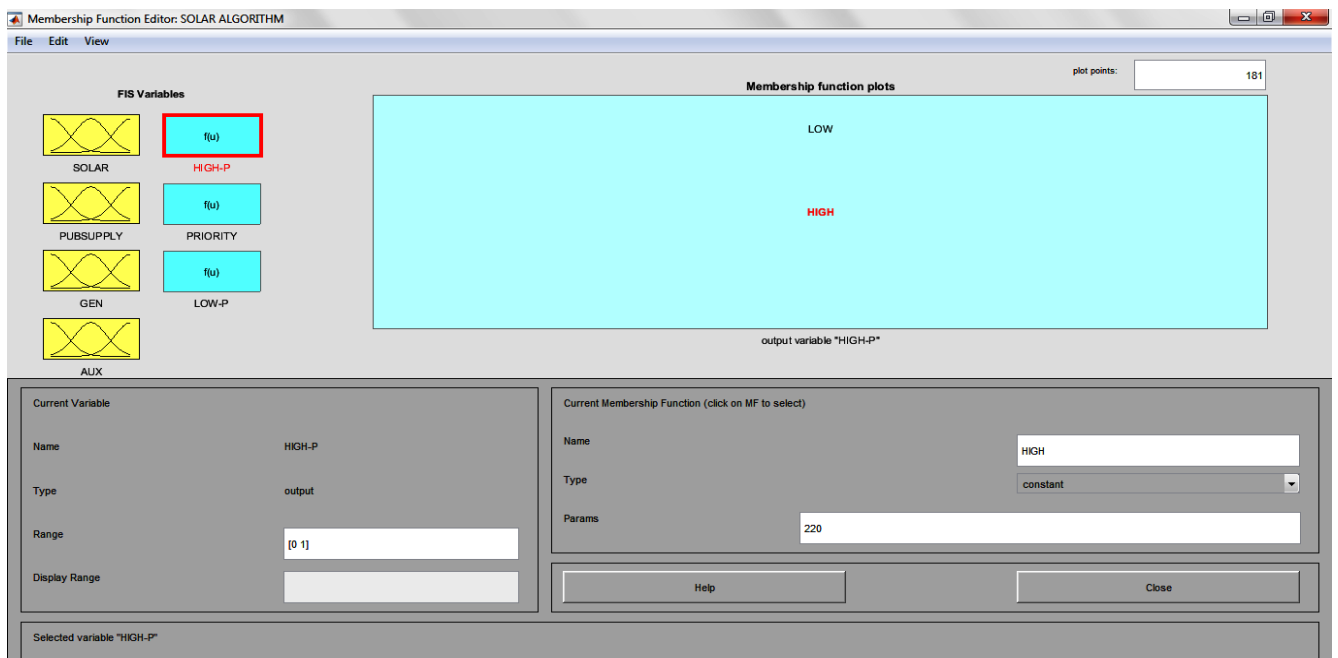 Membership Function Editor: SOLAR ALGORITHM
File Edit View
plot points: 181
FIS Variables
Membership function plots
f(u)
LOW
SOLAR HIGH-P
f(u)
HIGH
PUBSUPPLY PRIORITY
f(u)
GEN LOW-P
output variable "HIGH-P"
AUX
Current Variable
Name HIGH-P
Type output
Range [0 1]
Display Range
Current Membership Function (click on MF to select)
Name HIGH
Type constant
Params 220
Help Close
Selected variable "HIGH-P"